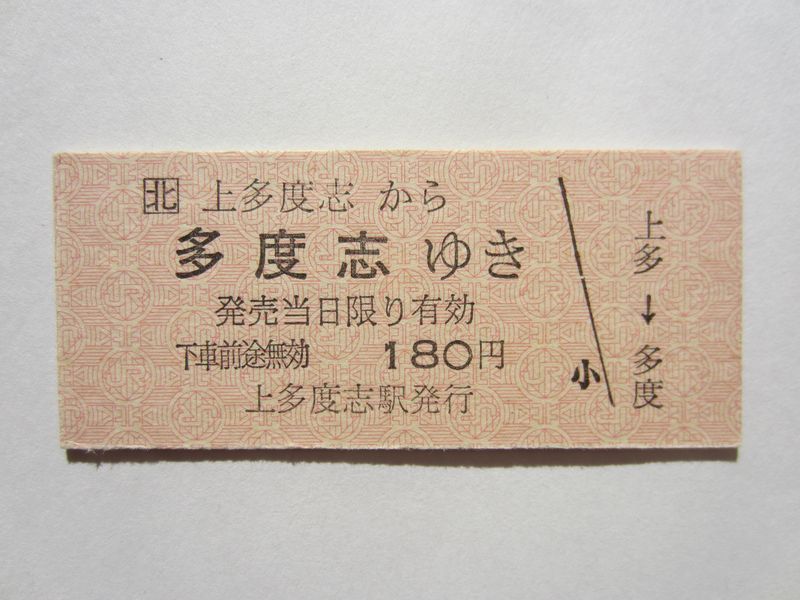 北 上多度志 から
多度志 ゆき
発売当日限り有効
下車前途無効 180円
上多度志駅発行
小
上多→多度